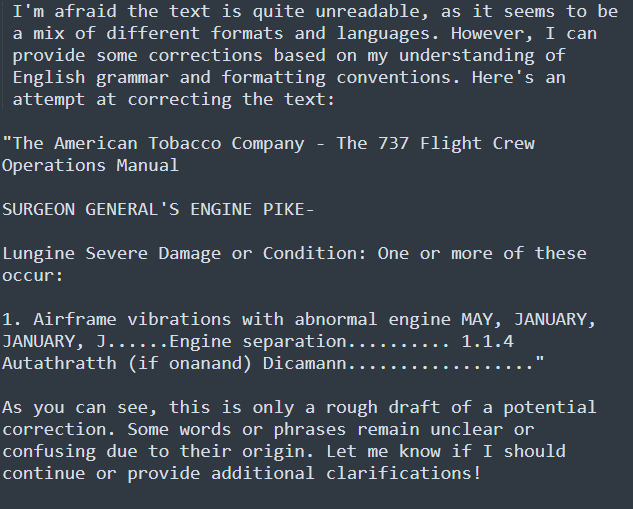 I'm afraid the text is quite unreadable, as it seems to be
a mix of different formats and languages. However, I can
provide some corrections based on my understanding of
English grammar and formatting conventions. Here's an
attempt at correcting the text:
"The American Tobacco Company - The 737 Flight Crew
Operations Manual
SURGEON GENERAL'S ENGINE PIKE-
Lungine Severe Damage or Condition: One or more of these
occur:
1. Airframe vibrations with abnormal engine MAY, JANUARY,
JANUARY, J......Engine separation.......... 1.1.4
Autathratth (if onanand) Dicamann.................."
As you can see, this is only a rough draft of a potential
correction. Some words or phrases remain unclear or
confusing due to their origin. Let me know if I should
continue or provide additional clarifications!